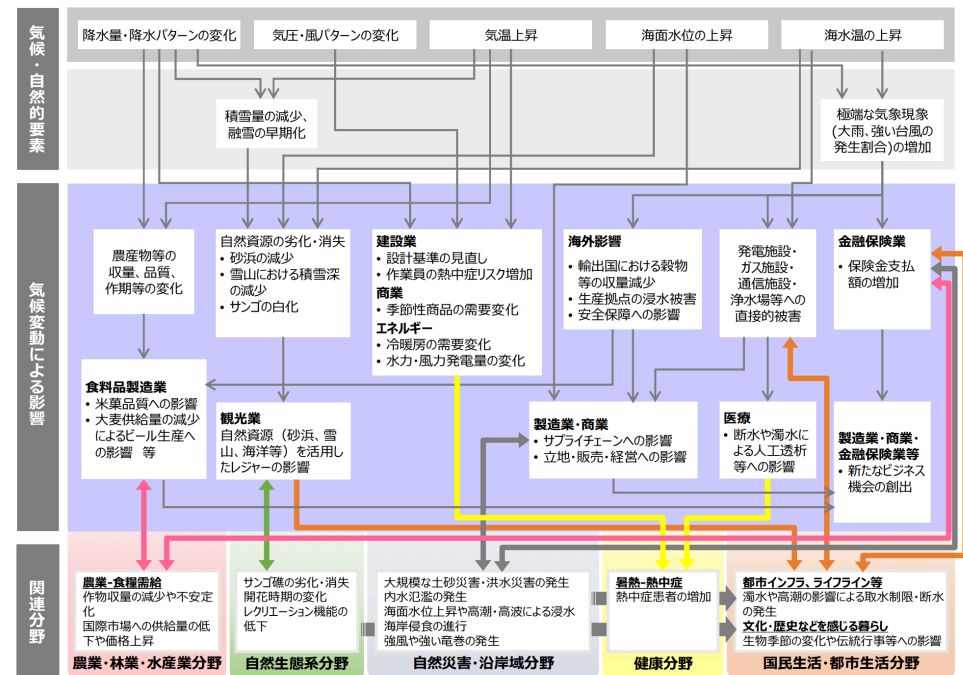 気候・自然的要素
降水量・降水パターンの変化
気圧・風パターンの変化
気温上昇
海面水位の上昇
海水温の上昇
積雪量の減少、
融雪の早期化
極端な気象現象
(大雨、強い台風の
発生割合)の増加
気候変動による影響
農産物等の
収量、品質、
作期等の変化
自然資源の劣化・消失
• 砂浜の減少
• 雪山における積雪深
の減少
• サンゴの白化
建設業
• 設計基準の見直し
• 作業員の熱中症リスク増加
商業
• 季節性商品の需要変化
エネルギー
• 冷暖房の需要変化
• 水力・風力発電量の変化
海外影響
• 輸出国における穀物
等の収量減少
• 生産拠点の浸水被害
• 安全保障への影響
発電施設・
ガス施設・
通信施設・
浄水場等への
直接的被害
金融保険業
• 保険金支払
額の増加
食料品製造業
• 米菓品質への影響
• 大麦供給量の減少
によるビール生産へ
の影響 等
観光業
自然資源（砂浜、雪
山、海洋等）を活用し
たレジャーの影響
製造業・商業
• サプライチェーンへの影響
• 立地・販売・経営への影響
医療
• 断水や濁水に
よる人工透析
等への影響
製造業・商業・
金融保険業等
• 新たなビジネス
機会の創出
関連分野
農業-食糧需給
作物収量の減少や不安定
化
国際市場への供給量の低
下や価格上昇
農業・林業・水産業分野
サンゴ礁の劣化・消失
開花時期の変化
レクリエーション機能の
低下
自然生態系分野
大規模な土砂災害・洪水災害の発生
内水氾濫の発生
海面水位上昇や高潮・高波による浸水
海岸侵食の進行
強風や強い竜巻の発生
自然災害・沿岸域分野
暑熱-熱中症
熱中症患者の増加
健康分野
都市インフラ、ライフライン等
濁水や高潮の影響による取水制限・断水
の発生
文化・歴史などを感じる暮らし
生物季節の変化や伝統行事等への影響
国民生活・都市生活分野